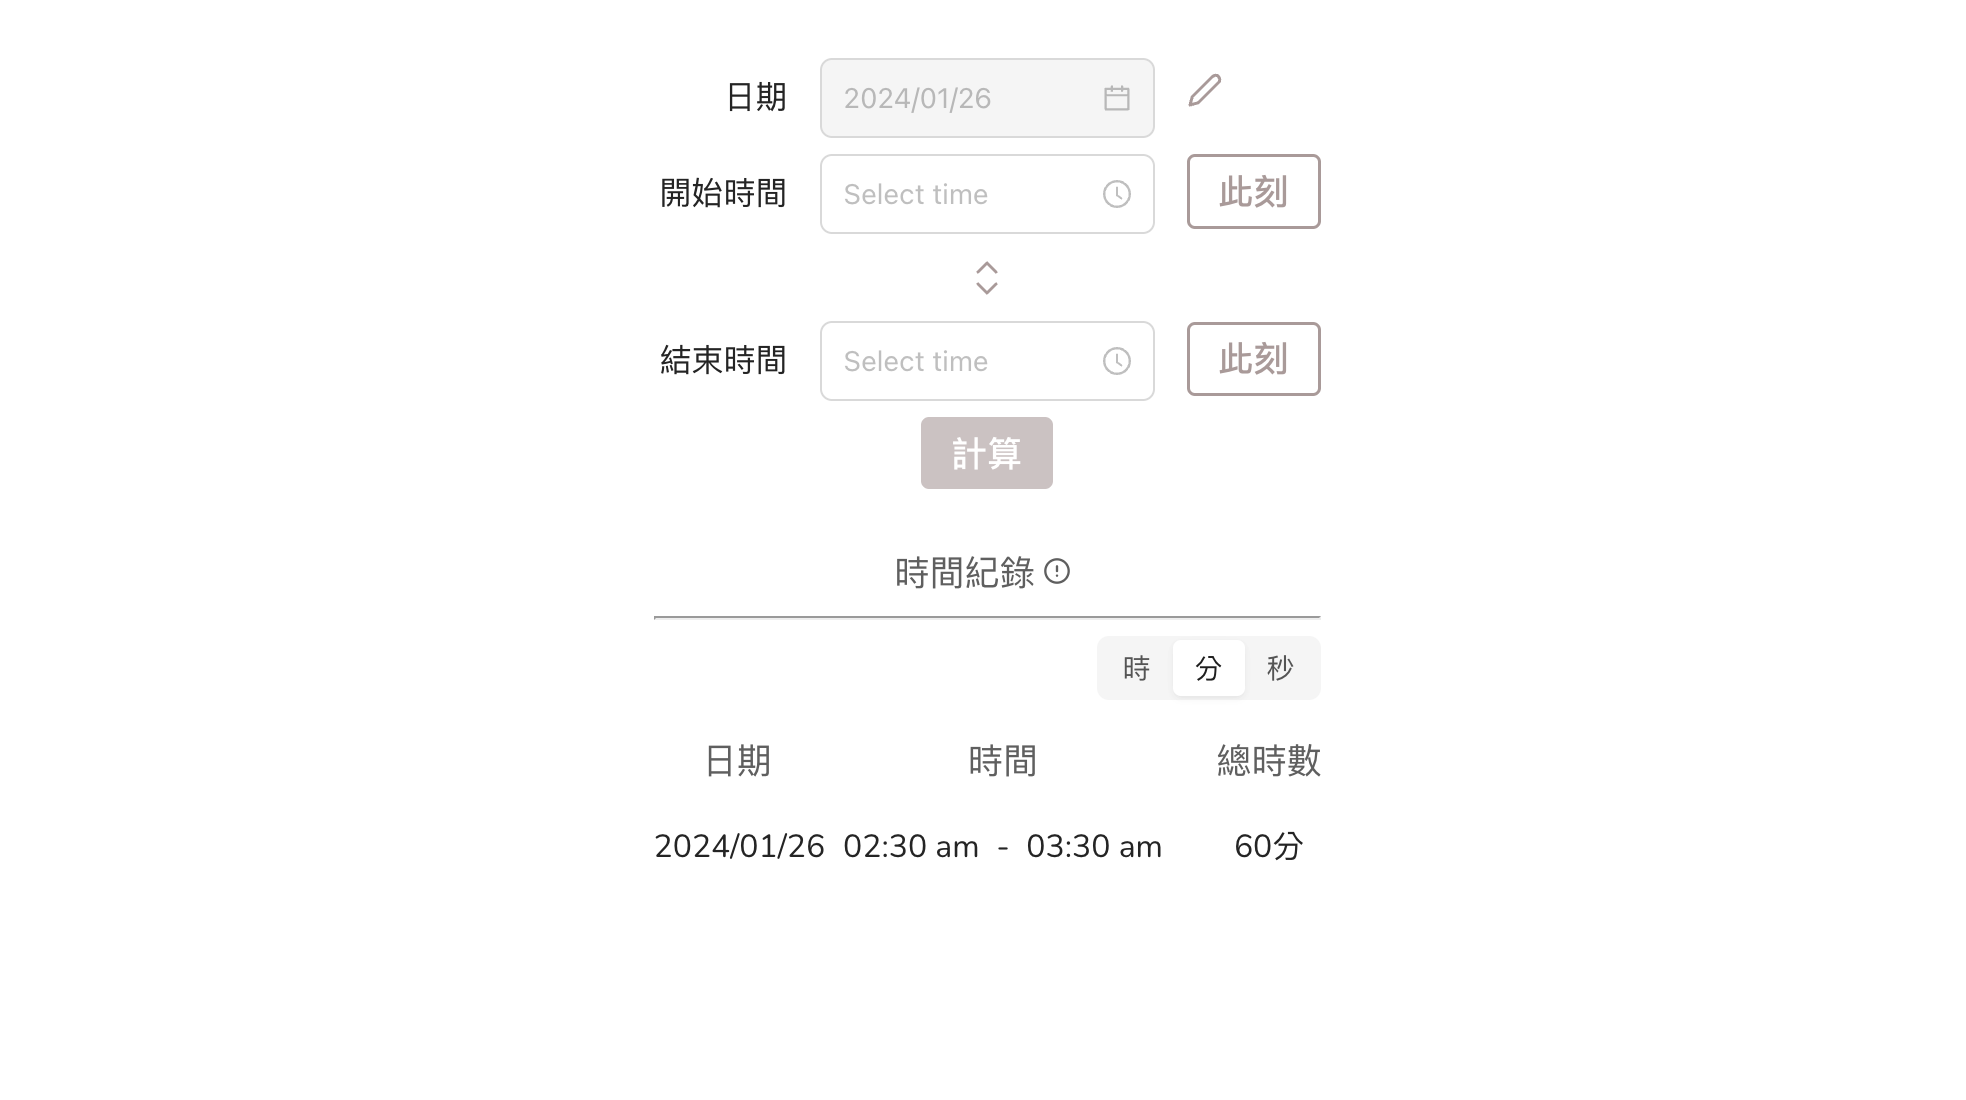 日期 2024/01/26
開始時間 Select time 此刻
結束時間 Select time 此刻
計算
時間紀錄
時 分 秒
日期 時間 總時數
2024/01/26 02:30 am - 03:30 am 60分